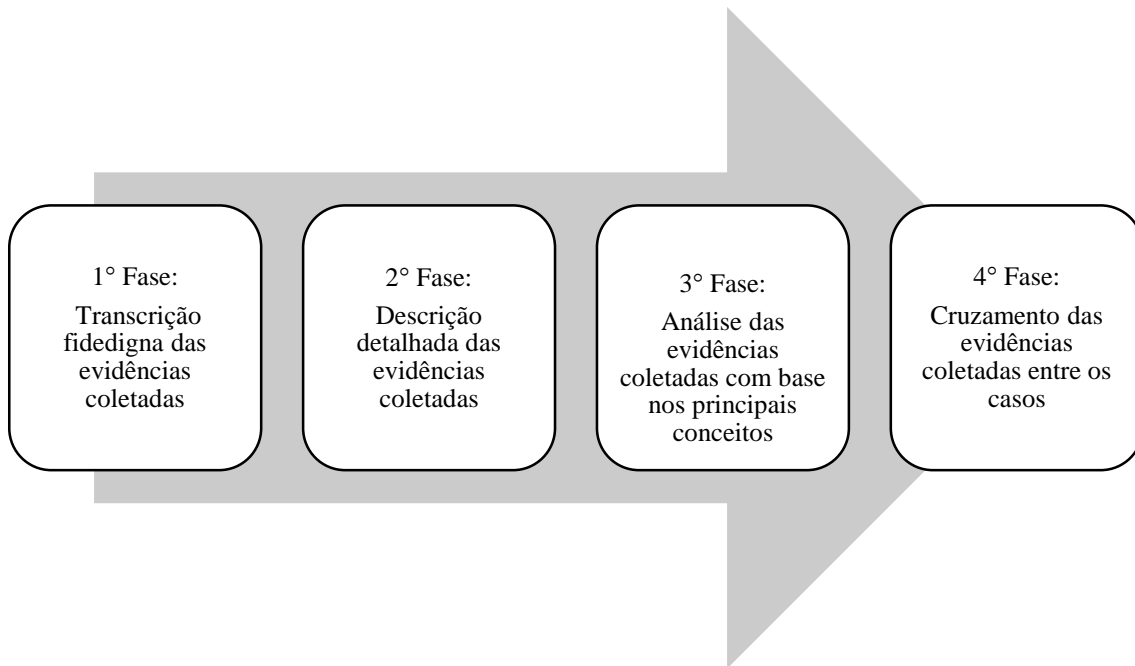 1° Fase:
Transcrição
fidedigna das
evidências
coletadas
2° Fase:
Descrição
detalhada das
evidências
coletadas
3° Fase:
Análise das
evidências
coletadas com base
nos principais
conceitos
4° Fase:
Cruzamento das
evidências
coletadas entre os
casos